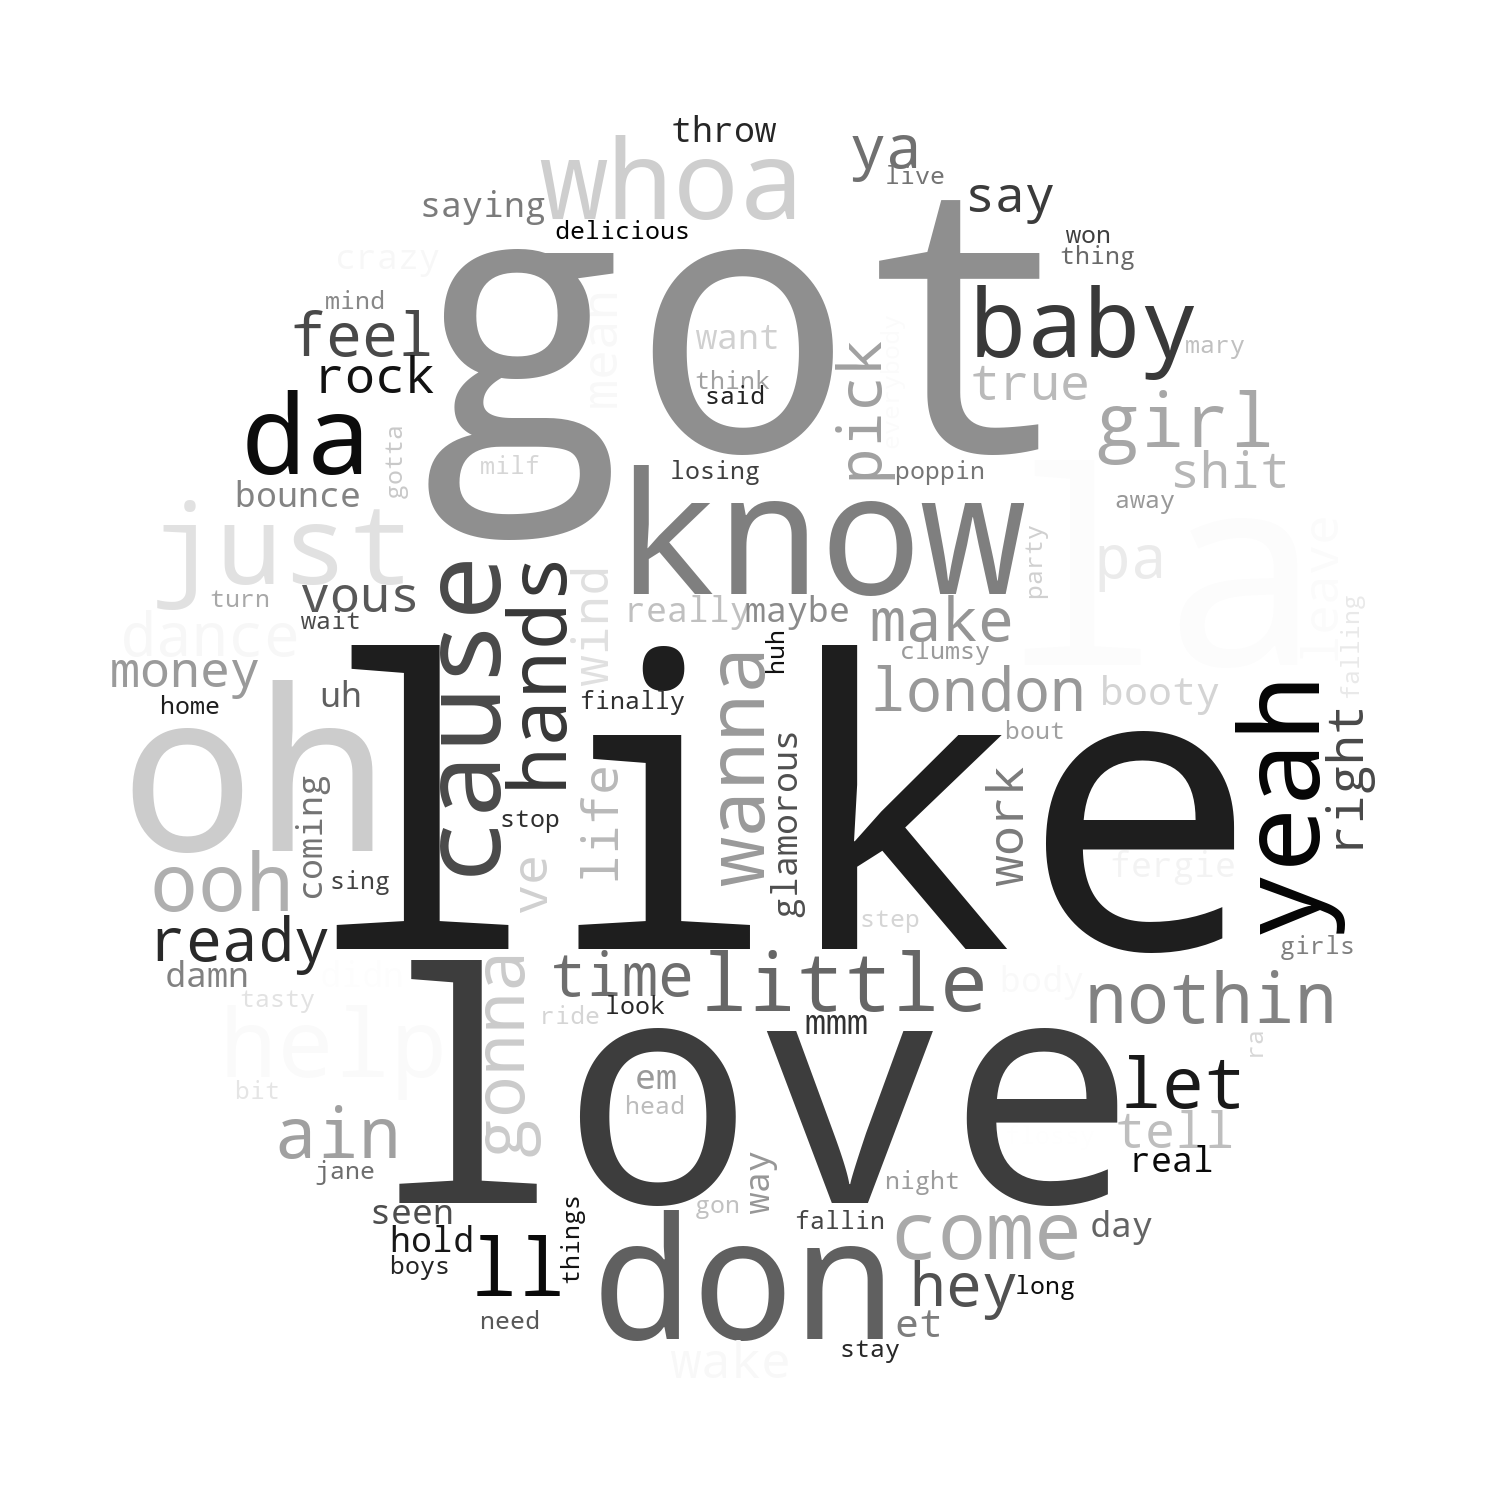 throw
whoa
ya
live
say
saying
delicious
won
thing
crazy
got
mind
feel
mean
want
baby
mary
rock
think
said
pick
everybody
true
da
girl
gotta
milf
losing
poppin
shit
bounce
know
la
away
just
party
pa
leave
cause
hands
wind
turn
vous
really
maybe
make
falling
wait
dance
huh
clumsy
money
home
uh
finally
wanna
london
booty
yeah
right
oh
like
bout
life
glamorous
work
coming
stop
ooh
sing
ve
fergie
step
ready
girls
damn
didn
gonna
time
little
body
nothin
tasty
look
ride
mmm
help
love
ra
bit
em
head
let
ain
tell
jane
real
way
night
gon
seen
things
fallin
come
day
hold
boys
ll
don
hey
long
need
et
stay
wake